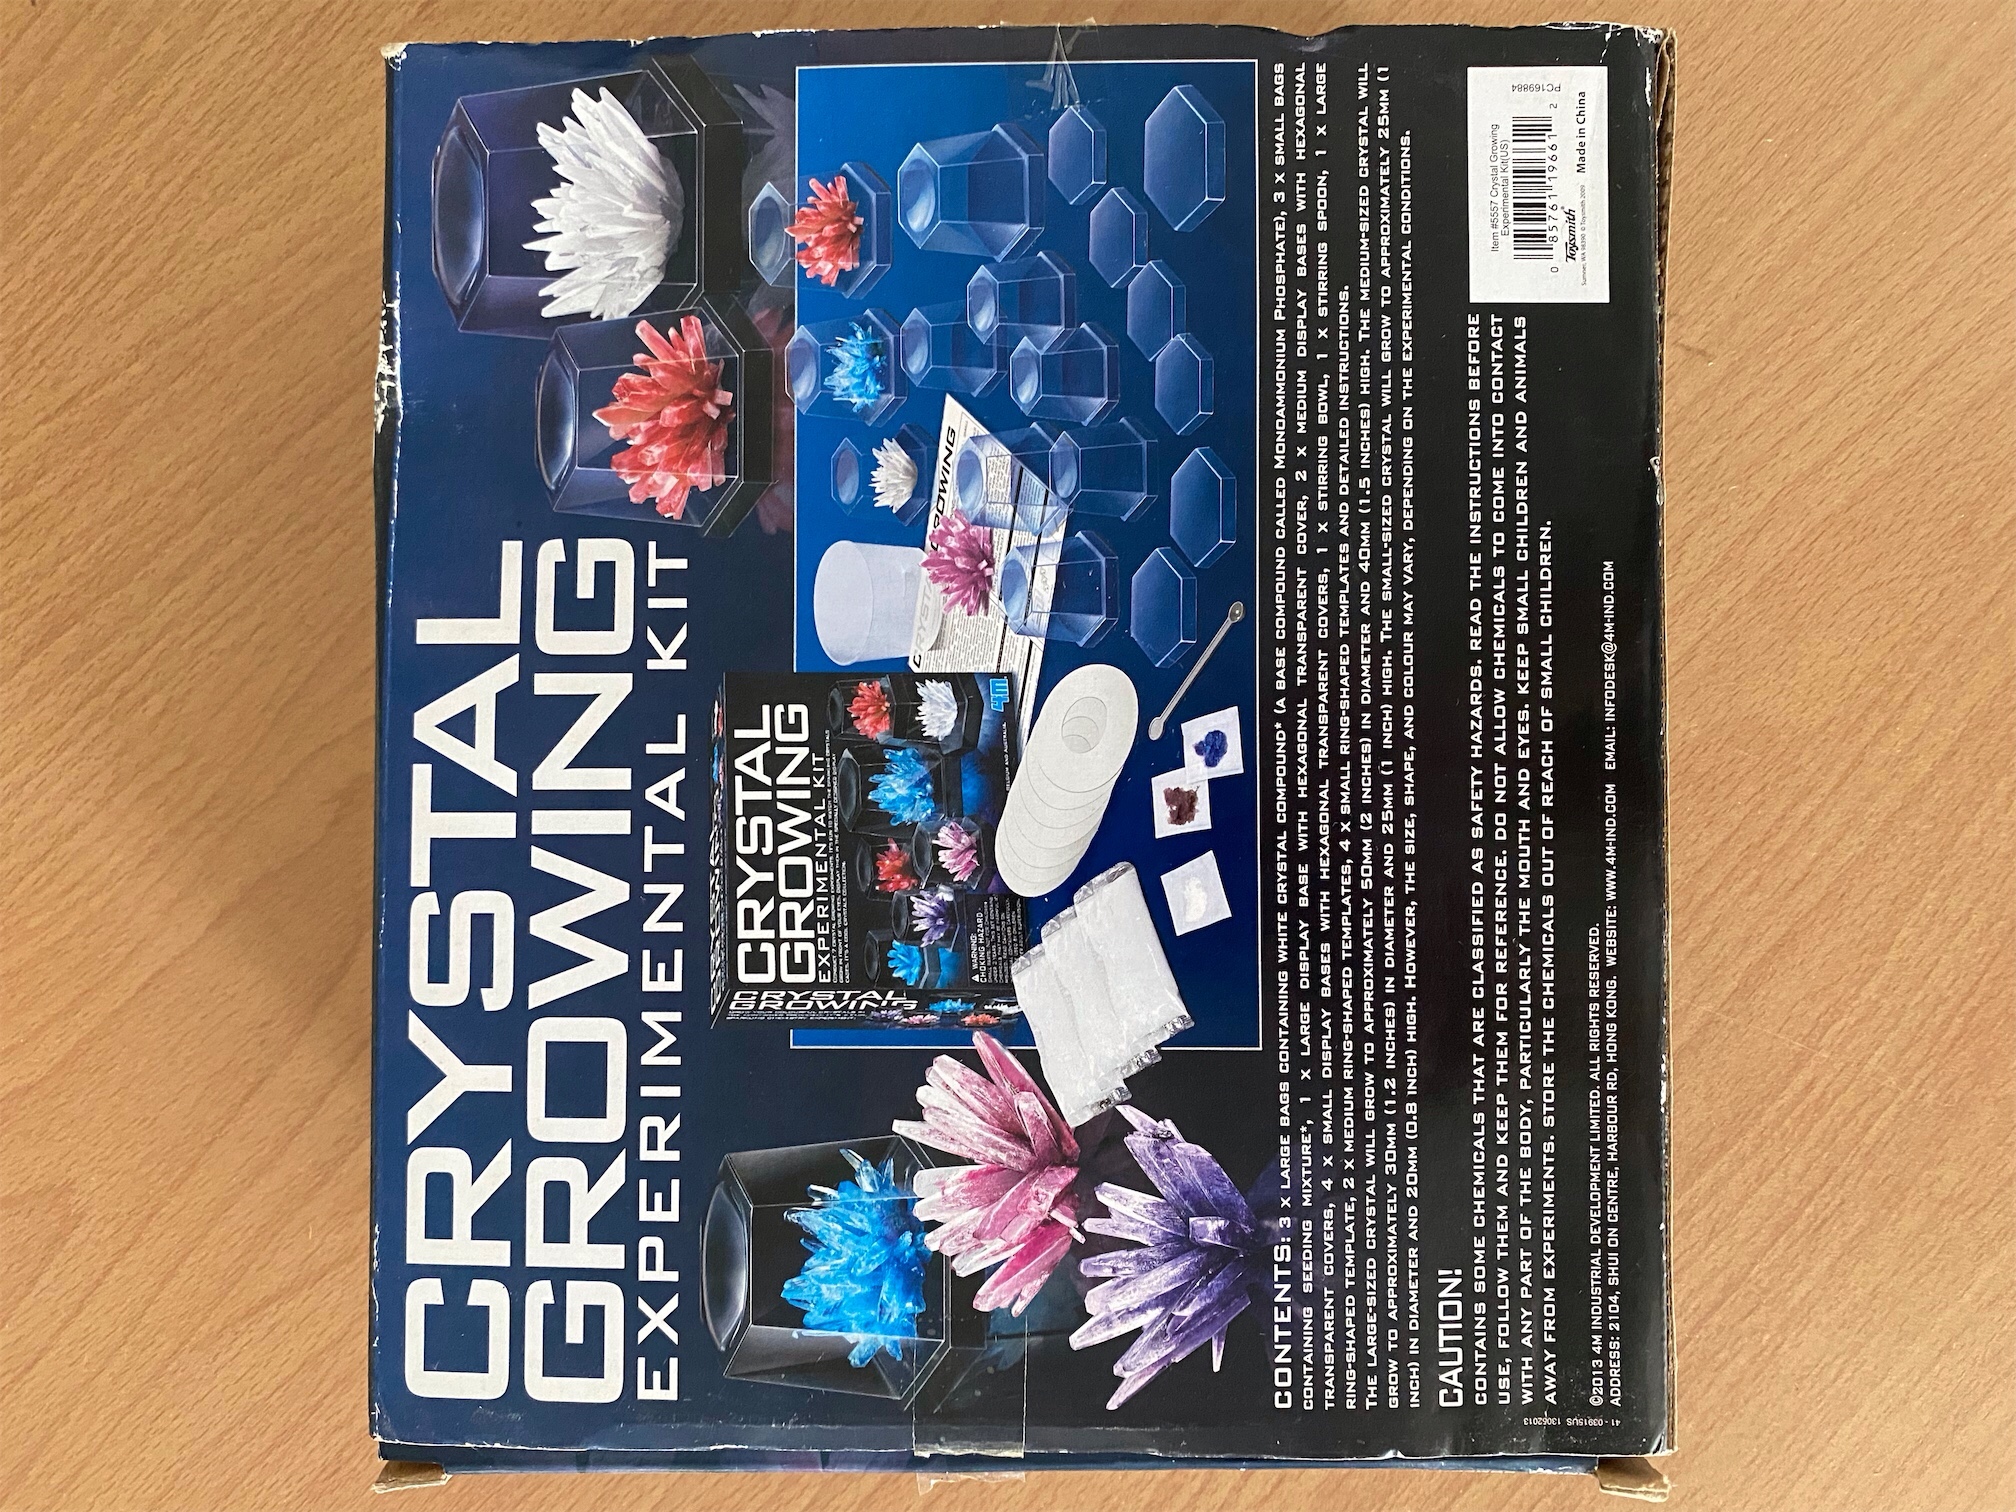 CRYSTAL
GROWING
EXPERIMENTAL KIT
CRYSTAL
GROWING
EXPERIMENTAL KIT
WARNING:
CHOKING HAZARD -
4M
CRYSTAL
GROWING
CONTENTS: 3 X LARGE BAGS CONTAINING WHITE CRYSTAL COMPOUND* (A BASE COMPOUND CALLED MONOAMMONIUM PHOSPHATE), 3 X SMALL BAGS
CONTAINING SEEDING MIXTURE*, 1 X LARGE DISPLAY BASE WITH HEXAGONAL TRANSPARENT COVER, 2 X MEDIUM DISPLAY BASES WITH HEXAGONAL
TRANSPARENT COVERS, 4 X SMALL DISPLAY BASES WITH HEXAGONAL TRANSPARENT COVERS, 1 X STIRRING BOWL, 1 X STIRRING SPOON, 1 X LARGE
RING-SHAPED TEMPLATE, 2 X MEDIUM RING-SHAPED TEMPLATES, 4 X SMALL RING-SHAPED TEMPLATES AND DETAILED INSTRUCTIONS.
THE LARGE-SIZED CRYSTAL WILL GROW TO APPROXIMATELY 50MM (2 INCHES) IN DIAMETER AND 40MM (1.5 INCHES) HIGH. THE MEDIUM-SIZED CRYSTAL WILL
GROW TO APPROXIMATELY 30MM (1.2 INCHES) IN DIAMETER AND 25MM (1 INCH) HIGH. THE SMALL-SIZED CRYSTAL WILL GROW TO APPROXIMATELY 25MM (1
INCH) IN DIAMETER AND 20MM (0.8 INCH) HIGH. HOWEVER, THE SIZE, SHAPE, AND COLOUR MAY VARY, DEPENDING ON THE EXPERIMENTAL CONDITIONS.
CAUTION!
CONTAINS SOME CHEMICALS THAT ARE CLASSIFIED AS SAFETY HAZARDS. READ THE INSTRUCTIONS BEFORE
USE, FOLLOW THEM AND KEEP THEM FOR REFERENCE. DO NOT ALLOW CHEMICALS TO COME INTO CONTACT
WITH ANY PART OF THE BODY, PARTICULARLY THE MOUTH AND EYES. KEEP SMALL CHILDREN AND ANIMALS
AWAY FROM EXPERIMENTS. STORE THE CHEMICALS OUT OF REACH OF SMALL CHILDREN.
©2013 4M INDUSTRIAL DEVELOPMENT LIMITED. ALL RIGHTS RESERVED.
ADDRESS: 2104, SHUI ON CENTRE, HARBOUR RD, HONG KONG. WEBSITE: WWW.4M-IND.COM EMAIL: INFODESK@4M-IND.COM
41 - 03915US 13062013
Item #5557 Crystal Growing
Experimental Kit(US)
0 85761 19661 2
Toysmith
Sumner, WA 98390 © Toysmith 2009
Made in China
PC169884